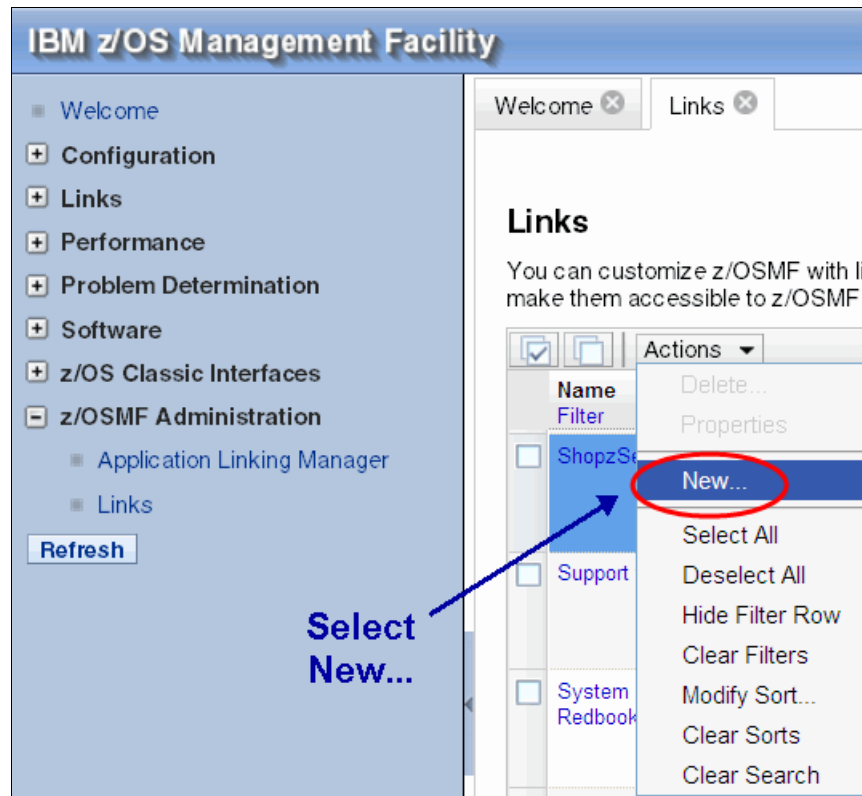 IBM z/OS Management Facility
Welcome
Configuration
Links
Performance
Problem Determination
Software
z/OS Classic Interfaces
z/OSMF Administration
Application Linking Manager
Links
Refresh
Select
New...
Welcome
Links
Links
You can customize z/OSMF with
make them accessible to z/OSMF
Actions
Name
Filter
Support
System
Redbook
Delete...
Properties
New...
Select All
Deselect All
Hide Filter Row
Clear Filters
Modify Sort...
Clear Sorts
Clear Search